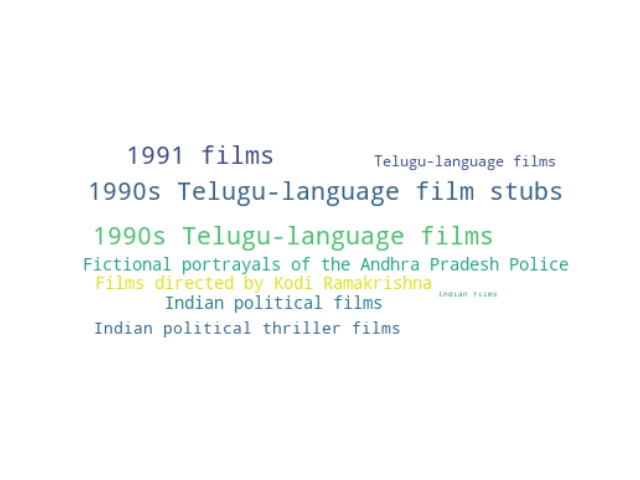 1991 films
Telugu-language films
1990s Telugu-language film stubs
1990s Telugu-language films
Fictional portrayals of the Andhra Pradesh Police
Films directed by Kodi Ramakrishna
Indian films
Indian political films
Indian political thriller films